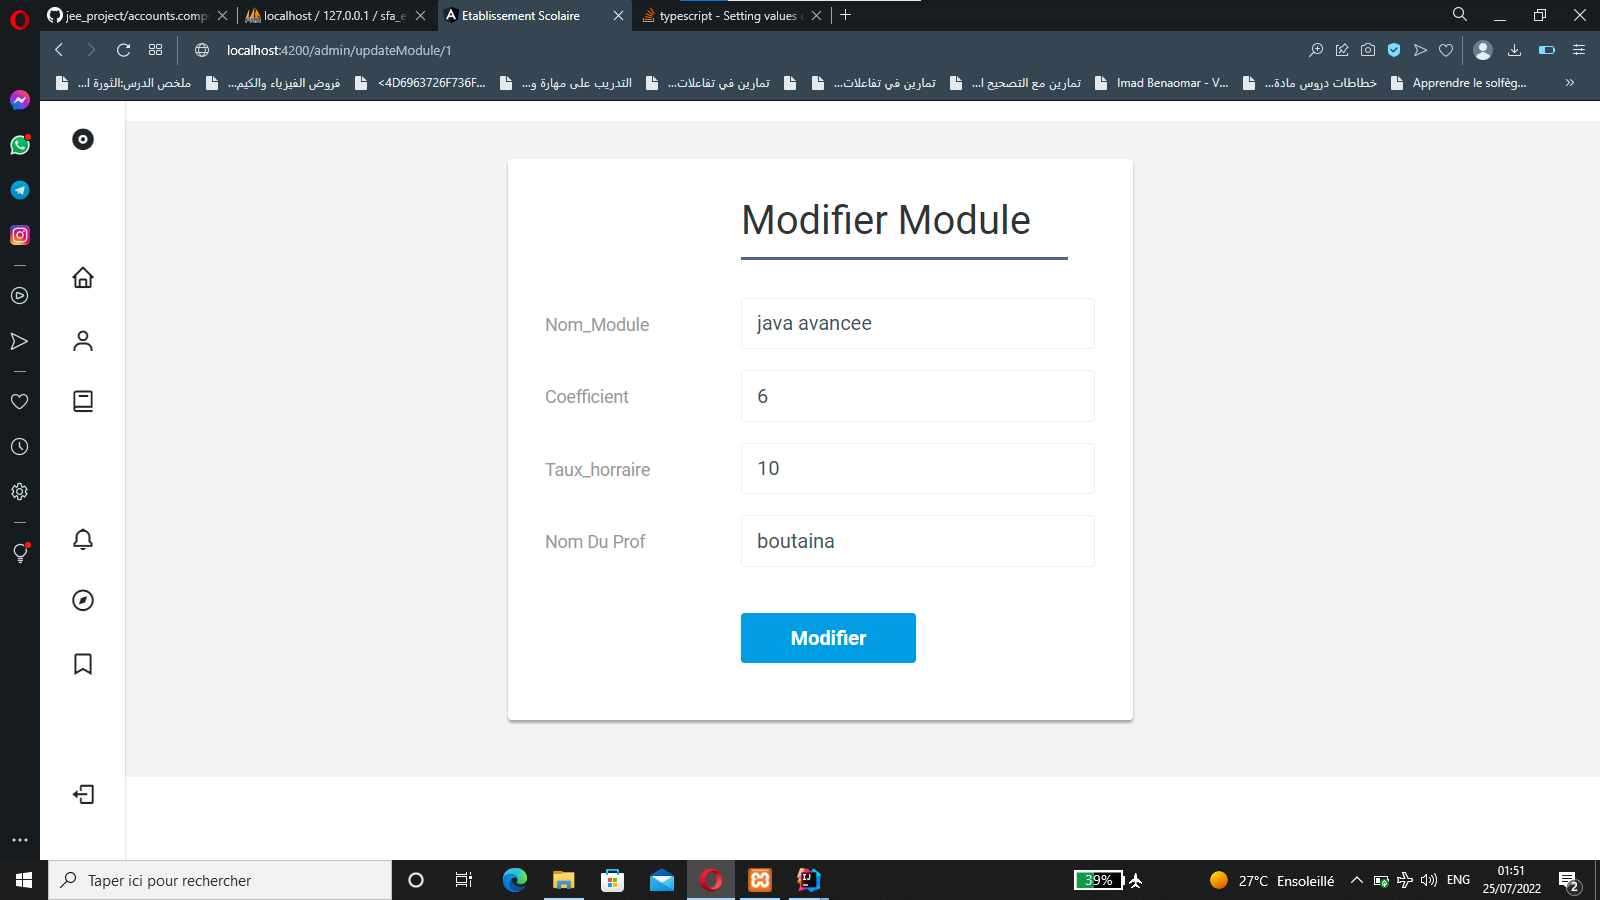 jee_project/accounts.comp
localhost / 127.0.0.1 / sfa_e
Etablissement Scolaire
typescript - Setting values
localhost:4200/admin/updateModule/1
ملخص الدرس:الثورة ا...
فروض الفيزياء والكيم...
<4D6963726F736F...
التدريب على مهارة و...
تمارين في تفاعلات...
تمارين في تفاعلات...
تمارين مع التصحيح ا...
Imad Benaomar - V...
خطاطات دروس مادة...
Apprendre le solfèg...
Modifier Module
Nom_Module
java avancee
Coefficient
6
Taux_horraire
10
Nom Du Prof
boutaina
Modifier
Taper ici pour rechercher
39%
27°C Ensoleillé
ENG
01:51
25/07/2022
2